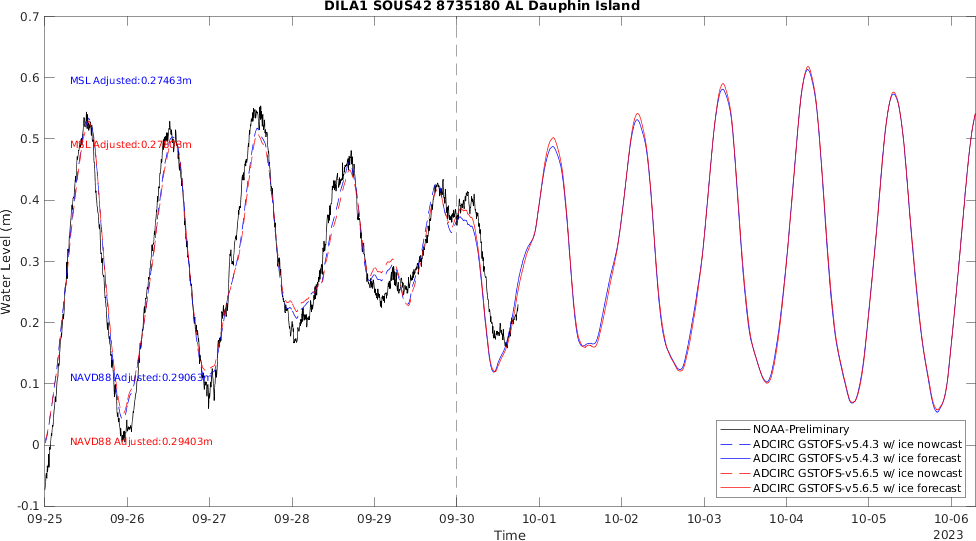 DILA1 SOUS42 8735180 AL Dauphin Island
0.7
0.6
0.5
0.4
0.3
0.2
0.1
0
-0.1
Water Level (m)
MSL Adjusted:0.27463m
MSL Adjusted:
NAVD88 Adjusted:0.29063m
NAVD88 Adjusted:0.29403m
NOAA-Preliminary
ADCIRC GSTOFS-v5.4.3 w/ ice nowcast
ADCIRC GSTOFS-v5.4.3 w/ ice forecast
ADCIRC GSTOFS-v5.6.5 w/ ice nowcast
ADCIRC GSTOFS-v5.6.5 w/ ice forecast
09-25 09-26 09-27 09-28 09-29 09-30 10-01 10-02 10-03 10-04 10-05 10-06
Time
2023